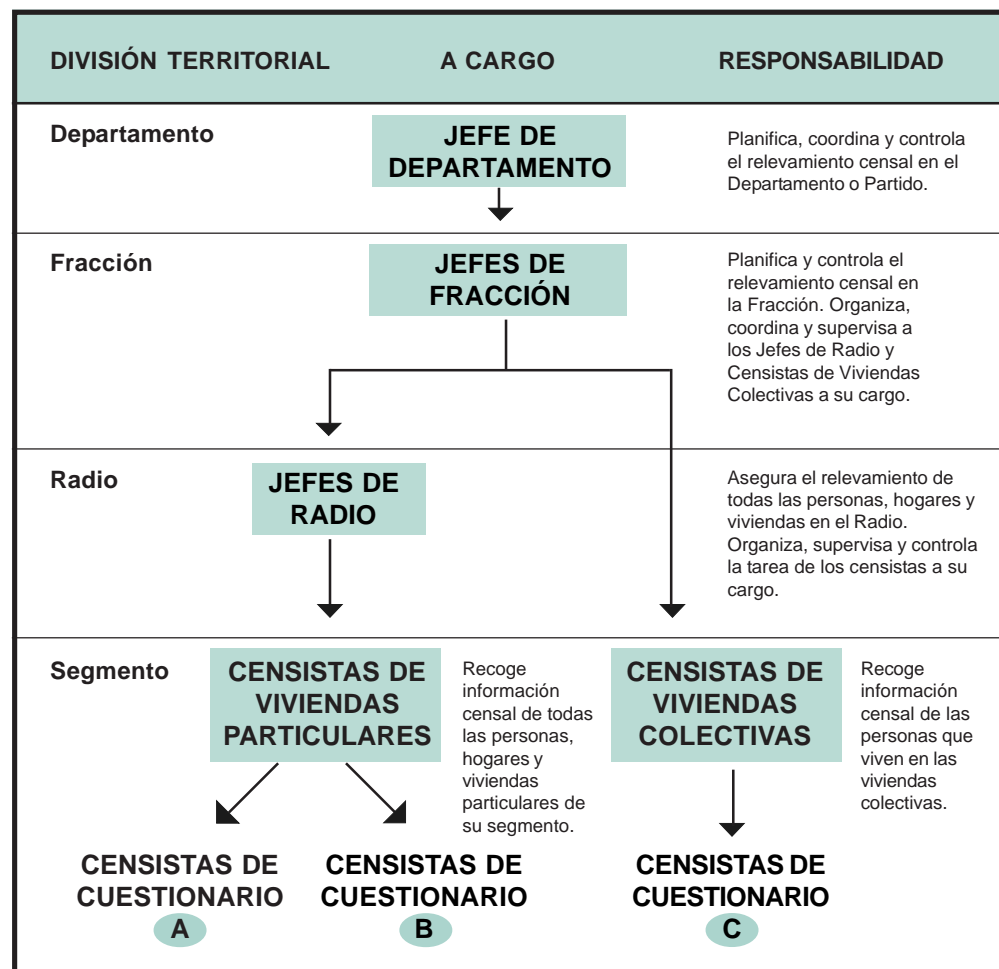 DIVISIÓN TERRITORIAL
A CARGO
RESPONSABILIDAD
Departamento
JEFE DE
DEPARTAMENTO
Planifica, coordina y controla
el relevamiento censal en el
Departamento o Partido.
Fracción
JEFES DE
FRACCIÓN
Planifica y controla el
relevamiento censal en
la Fracción. Organiza,
coordina y supervisa a
los Jefes de Radio y
Censistas de Viviendas
Colectivas a su cargo.
Radio
JEFES DE
RADIO
Asegura el relevamiento de
todas las personas, hogares y
viviendas en el Radio.
Organiza, supervisa y controla
la tarea de los censistas a su
cargo.
Segmento
CENSISTAS DE
VIVIENDAS
PARTICULARES
Recoge
información
censal de todas
las personas,
hogares y
viviendas
particulares de
su segmento.
CENSISTAS DE
VIVIENDAS
COLECTIVAS
Recoge
información
censal de las
personas que
viven en las
viviendas
colectivas.
CENSISTAS DE
CUESTIONARIO
A
CENSISTAS DE
CUESTIONARIO
B
CENSISTAS DE
CUESTIONARIO
C